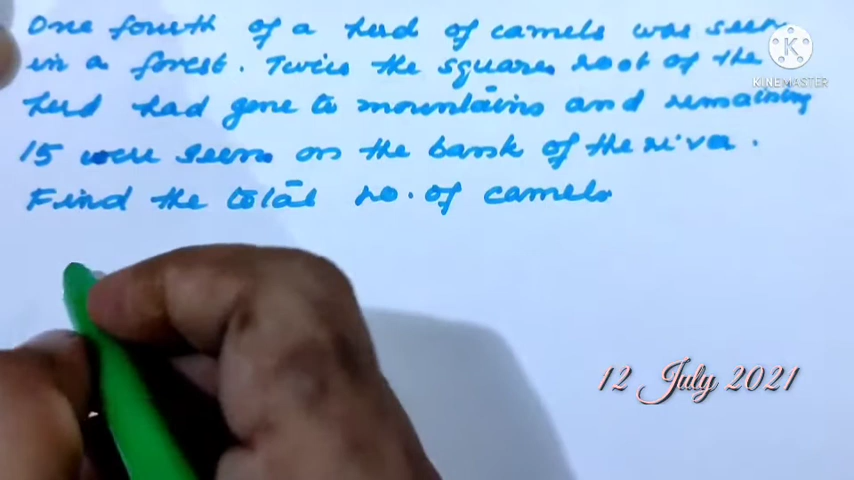 One fourth of a herd of camels was seen
in a forest. Twice the square root of the
herd had gone to mountains and remaining
15 were seen on the bank of the river.
Find the total no. of camels
KINEMASTER
12 July 2021